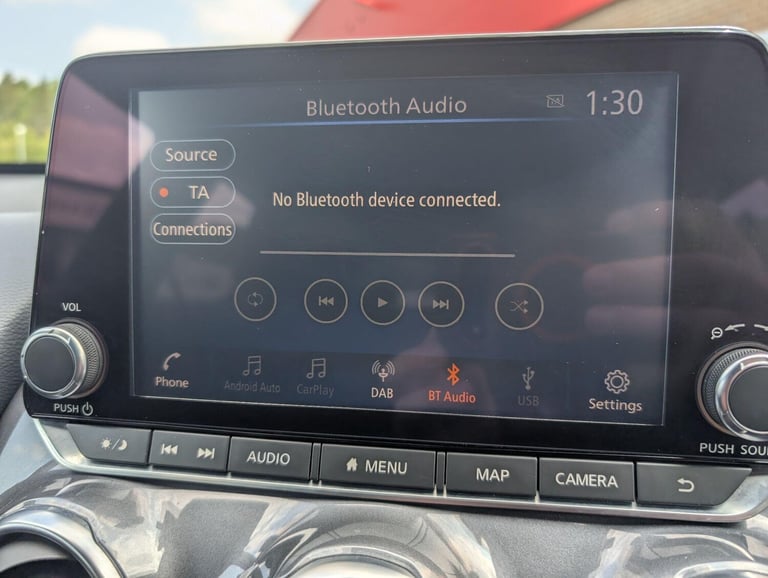 Bluetooth Audio
1:30
Source
TA
Connections
No Bluetooth device connected.
VOL
PUSH
Phone
Android Auto
CarPlay
DAB
BT Audio
USB
Settings
PUSH SOU
AUDIO
MENU
MAP
CAMERA